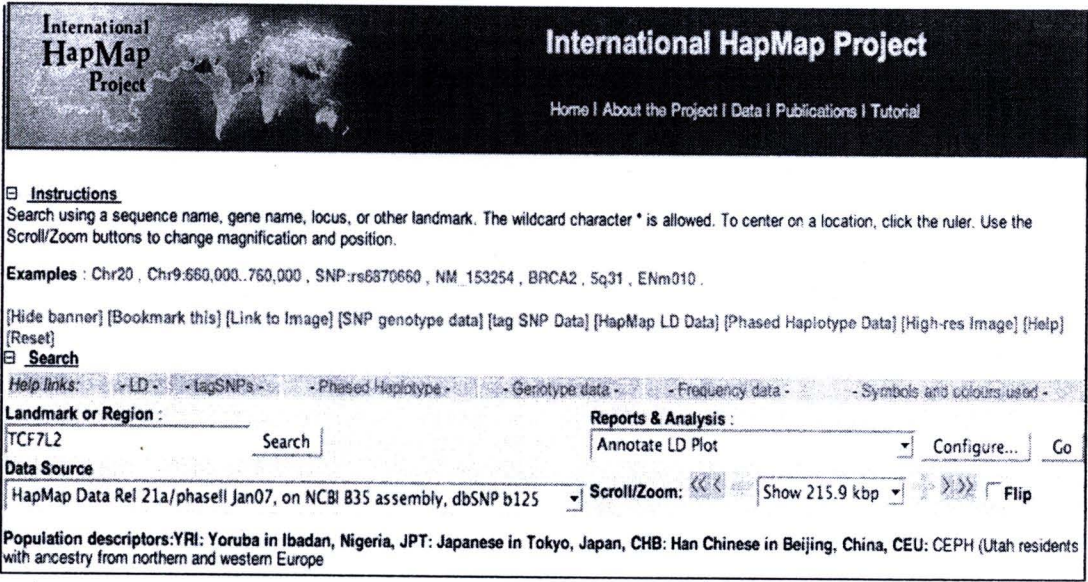 International
HapMap
Project
International HapMap Project
Home | About the Project | Data | Publications | Tutorial
Instructions
Search using a sequence name, gene name, locus, or other landmark. The wildcard character * is allowed. To center on a location, click the ruler. Use the
Scroll/Zoom buttons to change magnification and position.
Examples : Chr20 , Chr9:660,000..760,000 , SNP:rs6870660 , NM_153254 , BRCA2 , 5q31 , ENm010 .
[Hide banner] [Bookmark this] [Link to Image] [SNP genotype data] [tag SNP Data] [HapMap LD Data] [Phased Haplotype Data] [High-res Image] [Help]
[Reset]
Search
Help links: - LD - - tagSNPs - - Phased Haplotype - - Genotype data - - Frequency data - - Symbols and colours used -
Landmark or Region : Reports & Analysis :
TCF7L2 Search Annotate LD Plot Configure... Go
Data Source
HapMap Data Rel 21a/phaseII Jan07, on NCBI B35 assembly, dbSNP b125 Scroll/Zoom: Show 215.9 kbp Flip
Population descriptors:YRI: Yoruba in Ibadan, Nigeria, JPT: Japanese in Tokyo, Japan, CHB: Han Chinese in Beijing, China, CEU: CEPH (Utah residents
with ancestry from northern and western Europe